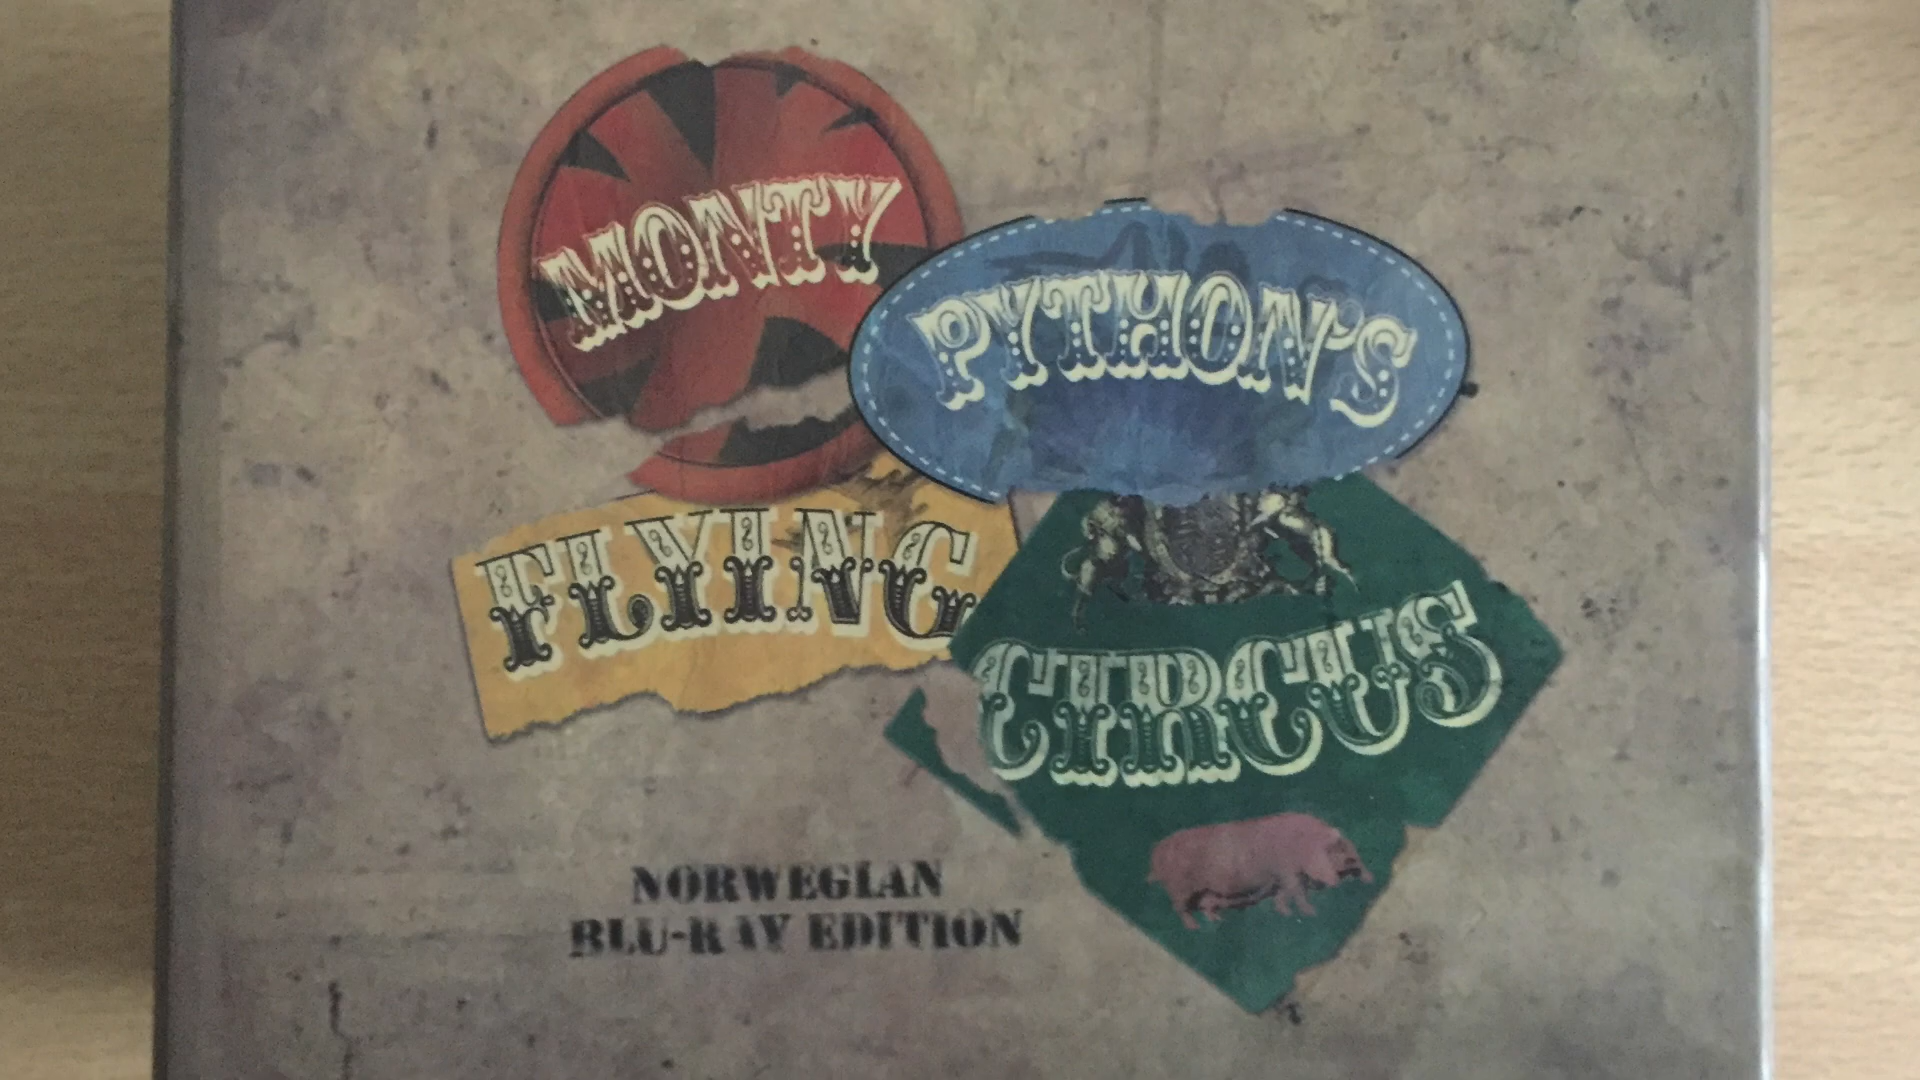 MONTY
PYTHON'S
FLYING
CIRCUS
NORWEGIAN
BLU-RAY EDITION